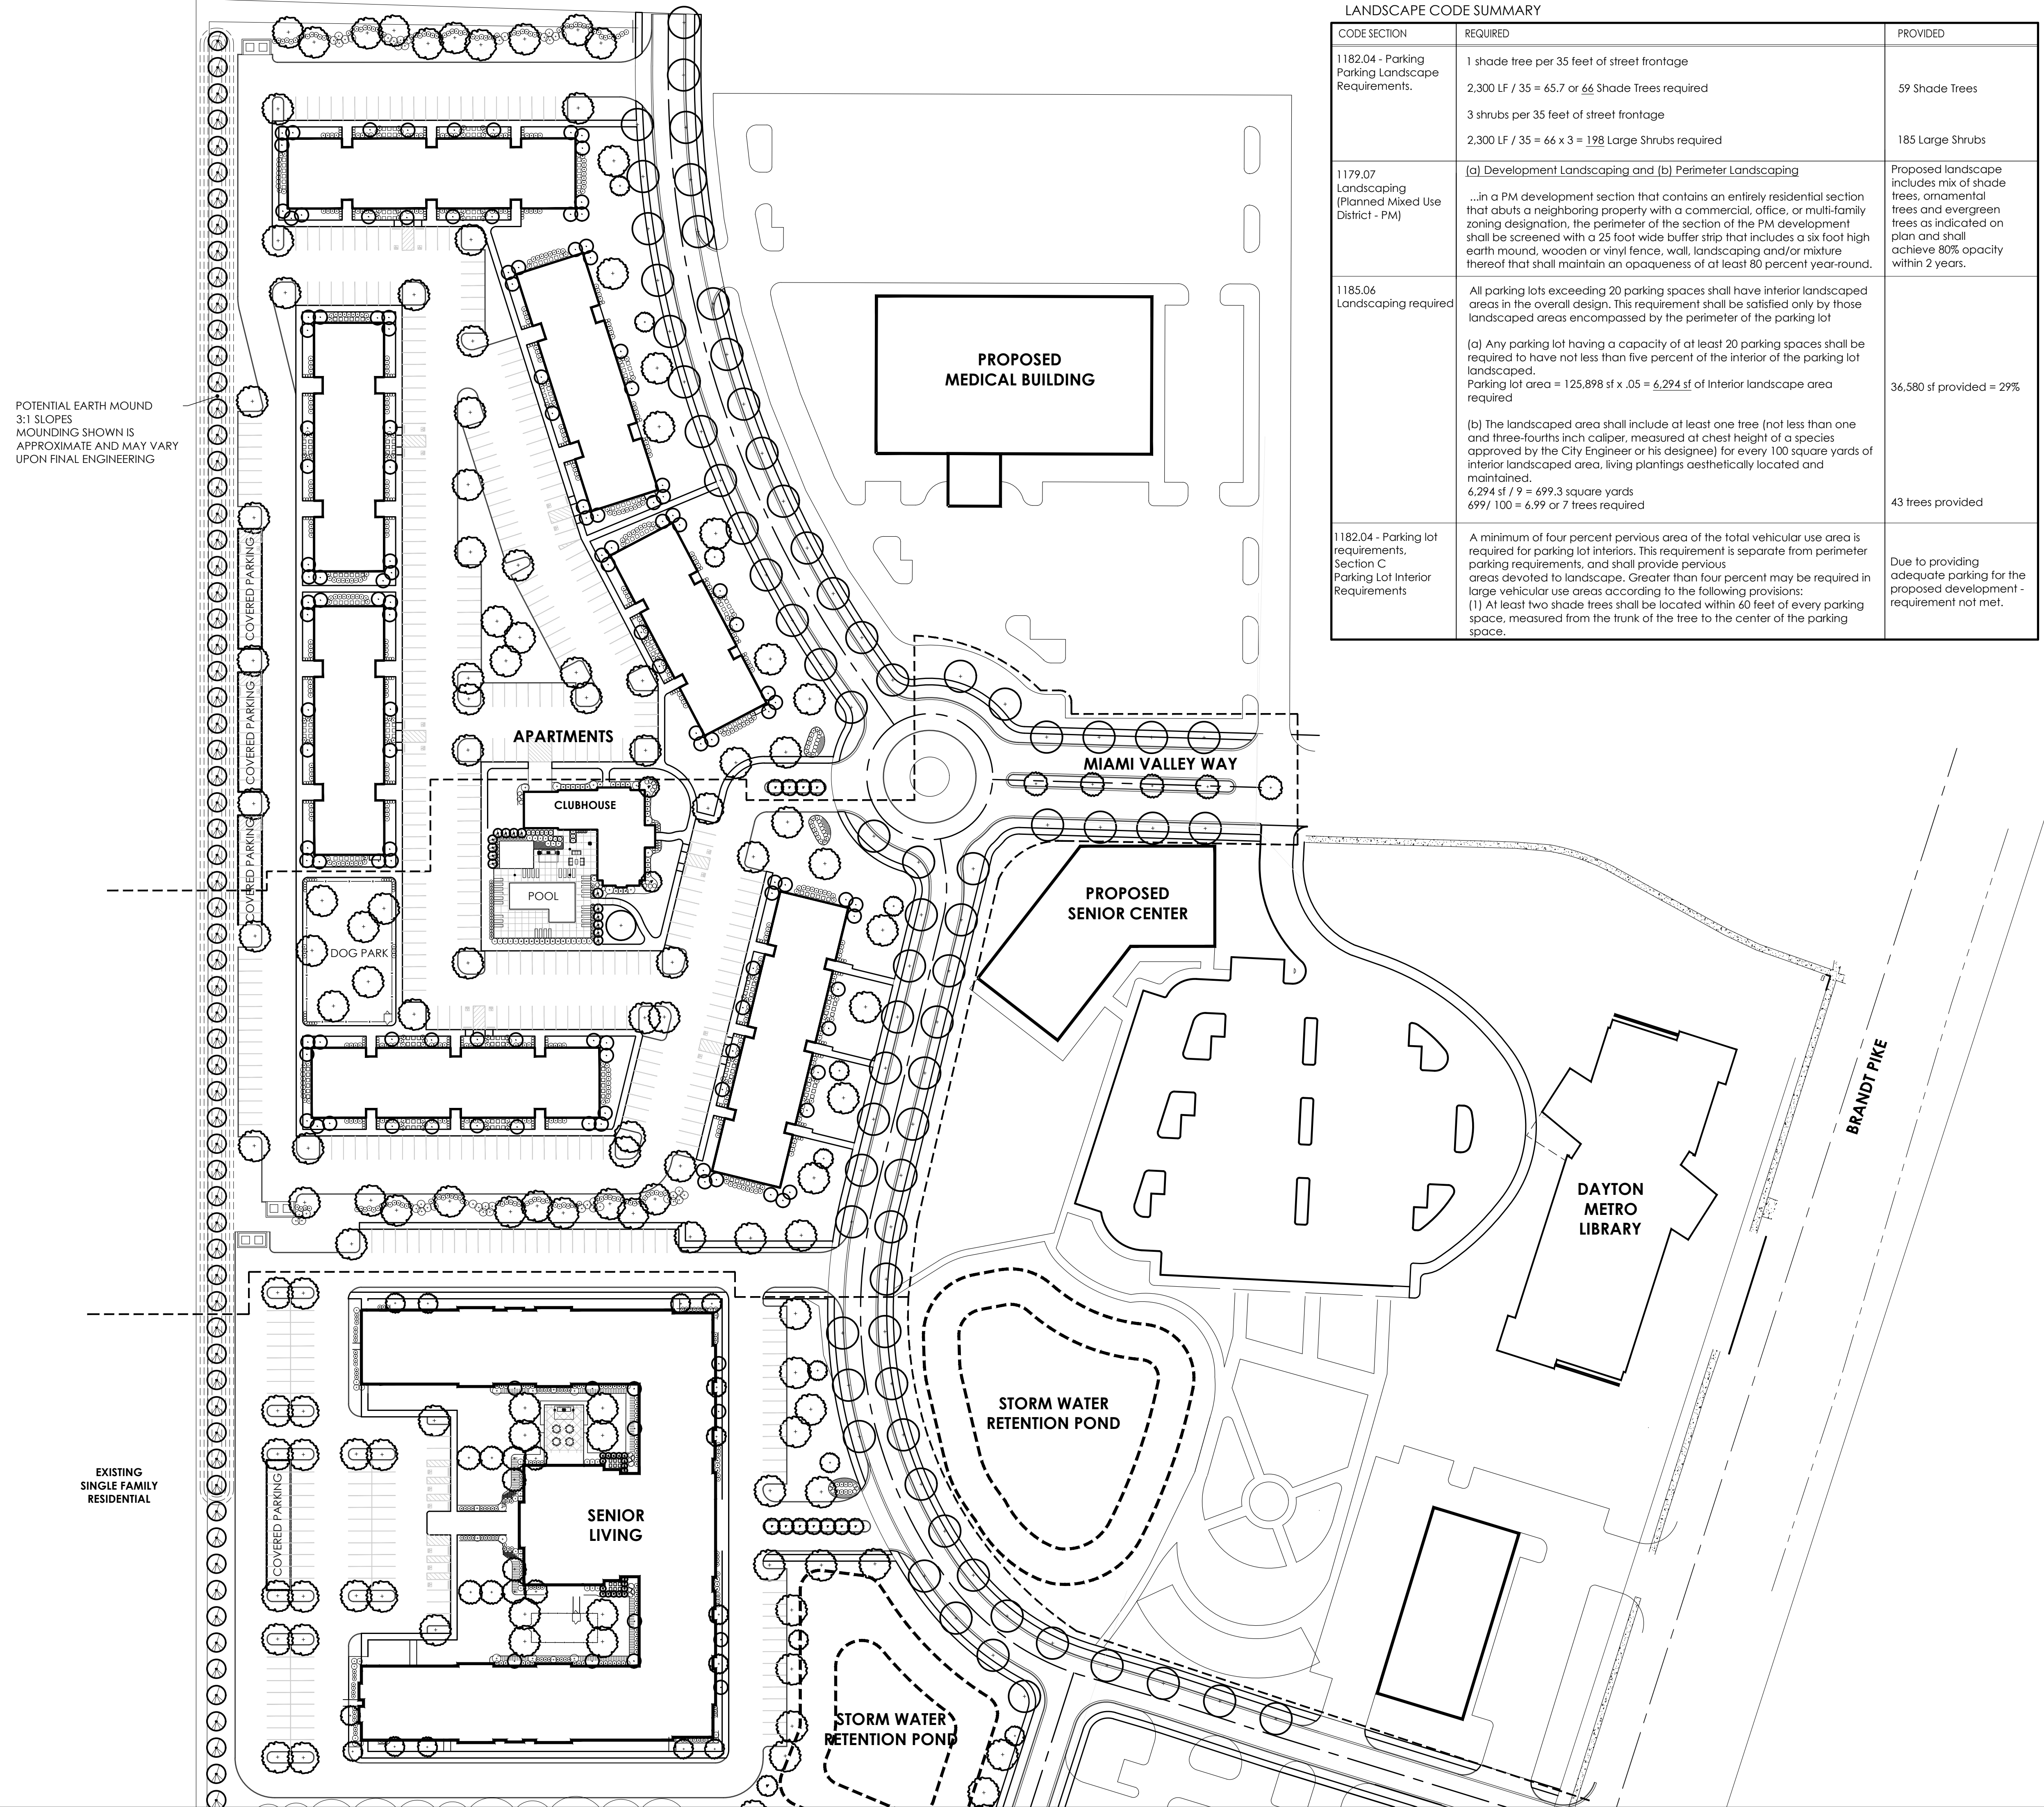 LANDSCAPE CODE SUMMARY
CODE SECTION
REQUIRED
PROVIDED
1182.04 - Parking
Parking Landscape
Requirements.
1 shade tree per 35 feet of street frontage
2,300 LF / 35 = 65.7 or 66 Shade Trees required
3 shrubs per 35 feet of street frontage
2,300 LF / 35 = 66 x 3 = 198 Large Shrubs required
59 Shade Trees
185 Large Shrubs
1179.07
Landscaping
(Planned Mixed Use
District - PM)
(a) Development Landscaping and (b) Perimeter Landscaping
...in a PM development section that contains an entirely residential section
that abuts a neighboring property with a commercial, office, or multi-family
zoning designation, the perimeter of the section of the PM development
shall be screened with a 25 foot wide buffer strip that includes a six foot high
earth mound, wooden or vinyl fence, wall, landscaping and/or mixture
thereof that shall maintain an opaqueness of at least 80 percent year-round.
Proposed landscape
includes mix of shade
trees, ornamental
trees and evergreen
trees as indicated on
plan and shall
achieve 80% opacity
within 2 years.
1185.06
Landscaping required
All parking lots exceeding 20 parking spaces shall have interior landscaped
areas in the overall design. This requirement shall be satisfied only by those
landscaped areas encompassed by the perimeter of the parking lot
(a) Any parking lot having a capacity of at least 20 parking spaces shall be
required to have not less than five percent of the interior of the parking lot
landscaped.
Parking lot area = 125,898 sf x .05 = 6,294 sf of Interior landscape area
required
36,580 sf provided = 29%
(b) The landscaped area shall include at least one tree (not less than one
and three-fourths inch caliper, measured at chest height of a species
approved by the City Engineer or his designee) for every 100 square yards of
interior landscaped area, living plantings aesthetically located and
maintained.
6,294 sf / 9 = 699.3 square yards
699/ 100 = 6.99 or 7 trees required
43 trees provided
1182.04 - Parking lot
requirements,
Section C
Parking Lot Interior
Requirements
A minimum of four percent pervious area of the total vehicular use area is
required for parking lot interiors. This requirement is separate from perimeter
parking requirements, and shall provide pervious
areas devoted to landscape. Greater than four percent may be required in
large vehicular use areas according to the following provisions:
(1) At least two shade trees shall be located within 60 feet of every parking
space, measured from the trunk of the tree to the center of the parking
space.
Due to providing
adequate parking for the
proposed development -
requirement not met.
PROPOSED
MEDICAL BUILDING
POTENTIAL EARTH MOUND
3:1 SLOPES
MOUNDING SHOWN IS
APPROXIMATE AND MAY VARY
UPON FINAL ENGINEERING
COVERED PARKING
COVERED PARKING
COVERED PARKING
APARTMENTS
CLUBHOUSE
POOL
DOG PARK
MIAMI VALLEY WAY
PROPOSED
SENIOR CENTER
BRANDT PIKE
DAYTON
METRO
LIBRARY
STORM WATER
RETENTION POND
EXISTING
SINGLE FAMILY
RESIDENTIAL
COVERED PARKING
SENIOR
LIVING
STORM WATER
RETENTION POND